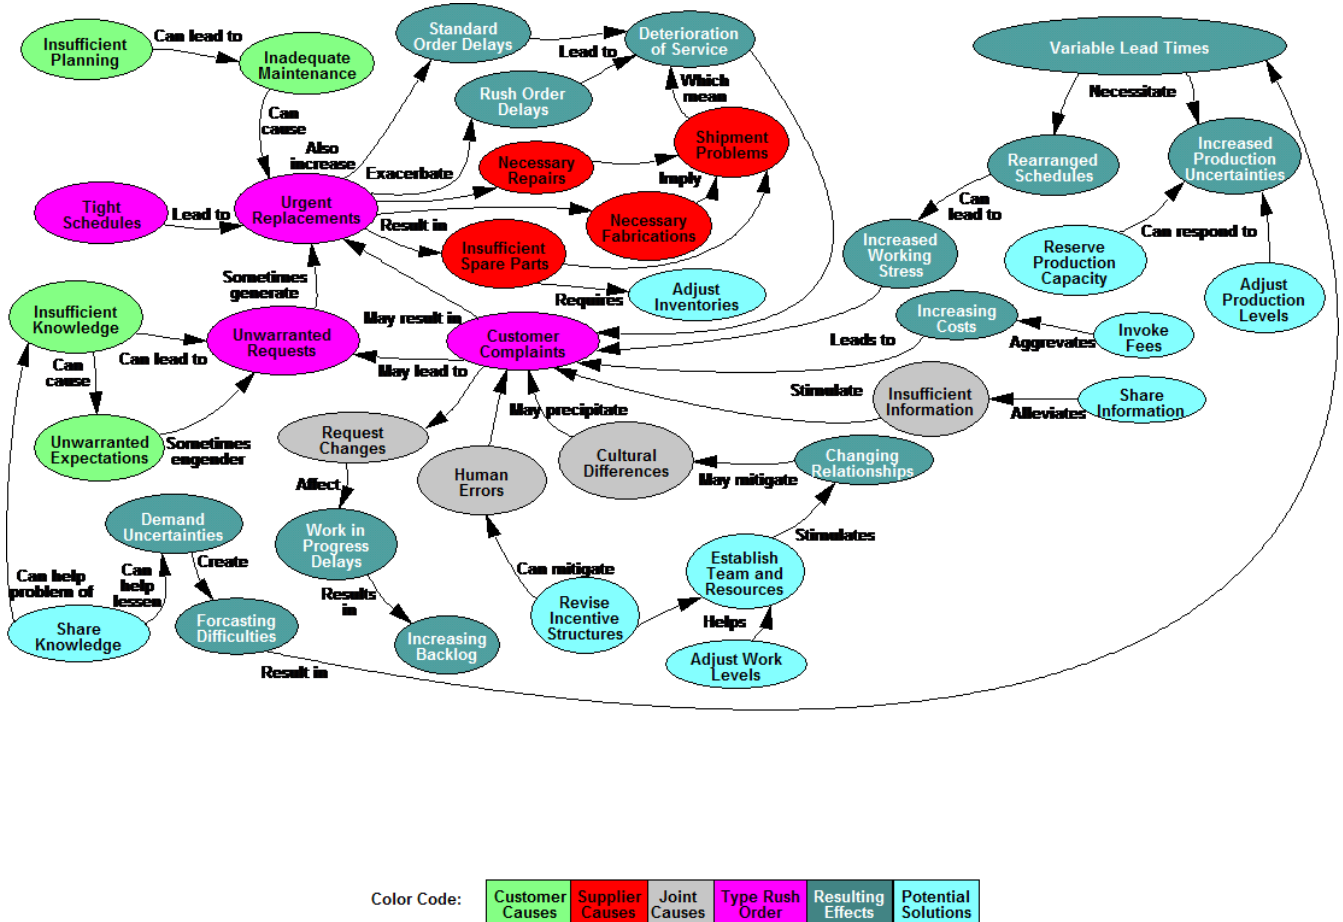 Insufficient
Planning
Can lead to
Inadequate
Maintenance
Can
cause
Standard
Order Delays
Lead to
Deterioration
of Service
Rush Order
Delays
Which
mean
Also
increase
Exacerbate
Necessary
Repairs
Shipment
Problems
Imply
Tight
Schedules
Lead to
Urgent
Replacements
Result in
Necessary
Fabrications
Insufficient
Spare Parts
Requires
Adjust
Inventories
Variable Lead Times
Necessitate
Rearranged
Schedules
Increased
Production
Uncertainties
Can
lead to
Increased
Working
Stress
Reserve
Production
Capacity
Can respond to
Adjust
Production
Levels
Sometimes
generate
Insufficient
Knowledge
Can lead to
Unwarranted
Requests
May result in
May lead to
Customer
Complaints
Leads to
Increasing
Costs
Aggrevates
Invoke
Fees
Can
cause
Unwarranted
Expectations
Sometimes
engender
Request
Changes
May precipitate
Stimulate
Insufficient
Information
Alleviates
Share
Information
Affect
Human
Errors
Cultural
Differences
May mitigate
Changing
Relationships
Stimulates
Demand
Uncertainties
Create
Work in
Progress
Delays
Results
in
Can mitigate
Establish
Team and
Resources
Can help
problem of
Can
help
lessen
Share
Knowledge
Forcasting
Difficulties
Result in
Increasing
Backlog
Revise
Incentive
Structures
Helps
Adjust Work
Levels
Color Code:
Customer
Causes
Supplier
Causes
Joint
Causes
Type Rush
Order
Resulting
Effects
Potential
Solutions